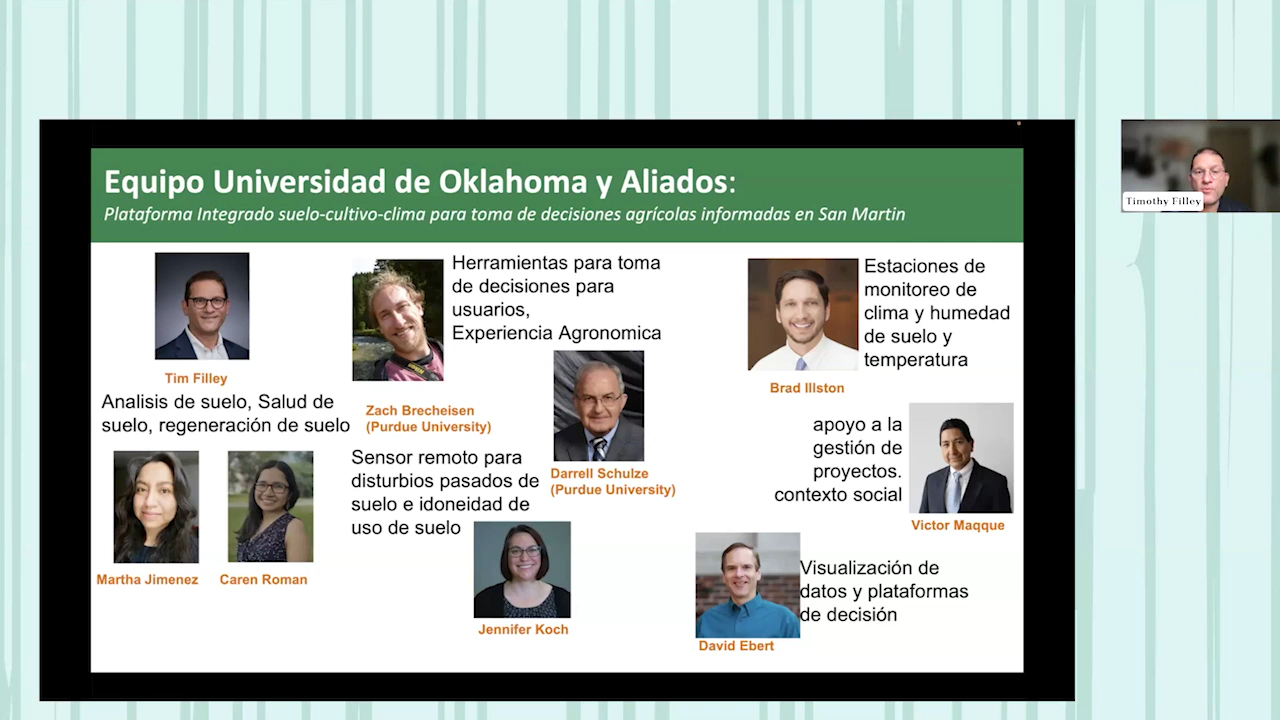 Equipo Universidad de Oklahoma y Aliados:
Plataforma Integrado suelo-cultivo-clima para toma de decisiones agrícolas informadas en San Martin
Tim Filley
Analisis de suelo, Salud de
suelo, regeneración de suelo
Martha Jimenez
Caren Roman
Herramientas para toma
de decisiones para
usuarios,
Experiencia Agronomica
Zach Brecheisen
(Purdue University)
Darrell Schulze
(Purdue University)
Sensor remoto para
disturbios pasados de
suelo e idoneidad de
uso de suelo
Jennifer Koch
Estaciones de
monitoreo de
clima y humedad
de suelo y
temperatura
Brad Illston
apoyo a la
gestión de
proyectos.
contexto social
Victor Maqque
Visualización de
datos y plataformas
de decisión
David Ebert
Timothy Filley